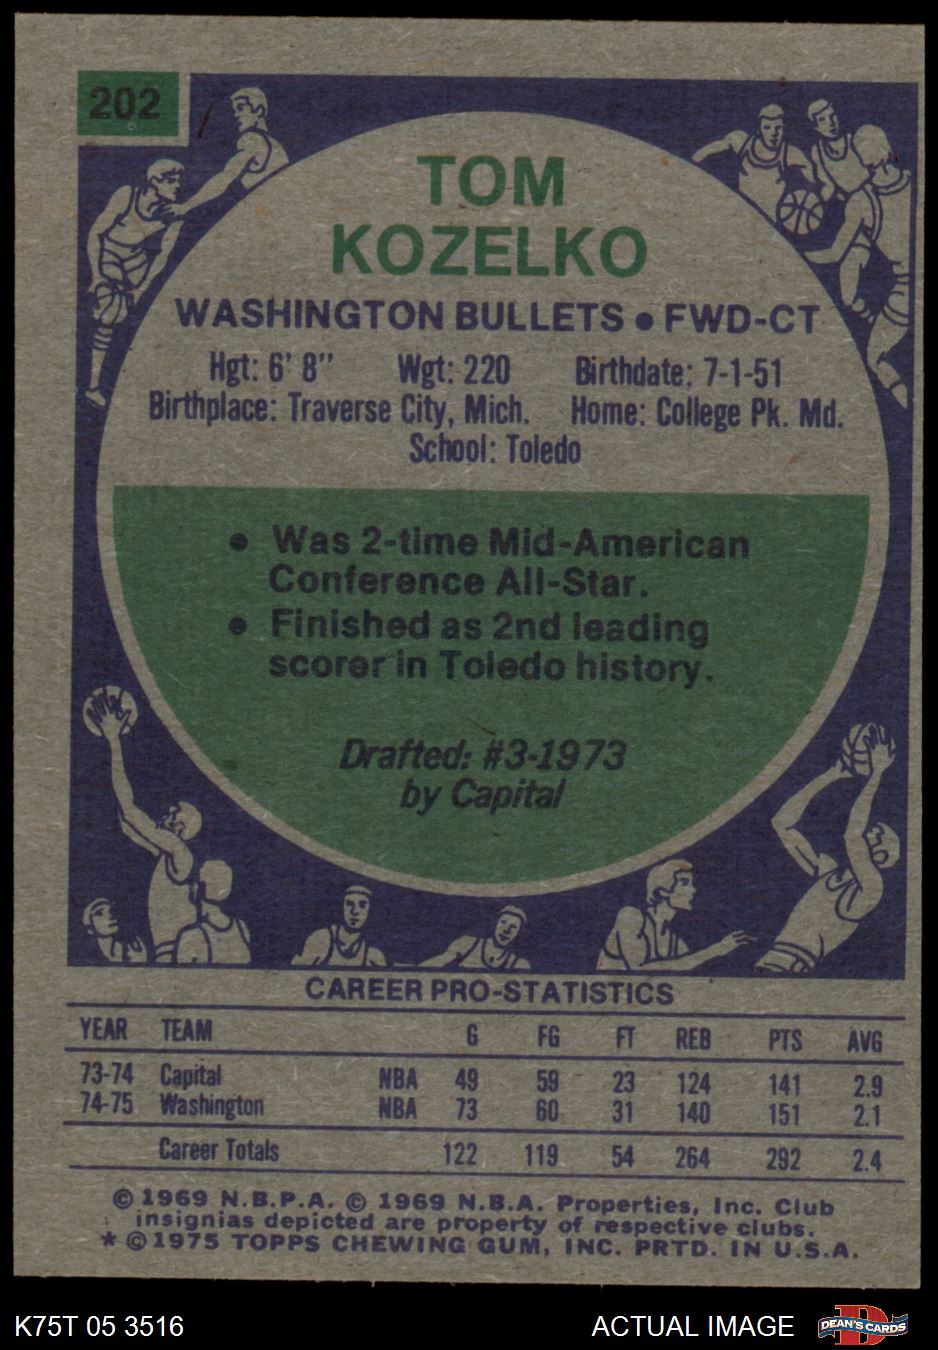 202
TOM
KOZELKO
WASHINGTON BULLETS • FWD-CT
Hgt: 6' 8" Wgt: 220 Birthdate: 7-1-51
Birthplace: Traverse City, Mich. Home: College Pk. Md.
School: Toledo
• Was 2-time Mid-American
Conference All-Star.
• Finished as 2nd leading
scorer in Toledo history.
Drafted: #3-1973
by Capital
CAREER PRO-STATISTICS
YEAR TEAM G FG FT REB PTS AVG
73-74 Capital NBA 49 59 23 124 141 2.9
74-75 Washington NBA 73 60 31 140 151 2.1
Career Totals 122 119 54 264 292 2.4
© 1969 N.B.P.A. © 1969 N.B.A. Properties, Inc. Club
insignias depicted are property of respective clubs.
* © 1975 TOPPS CHEWING GUM, INC. PRTD. IN U.S.A.
K75T 05 3516 ACTUAL IMAGE D DEAN'S CARDS